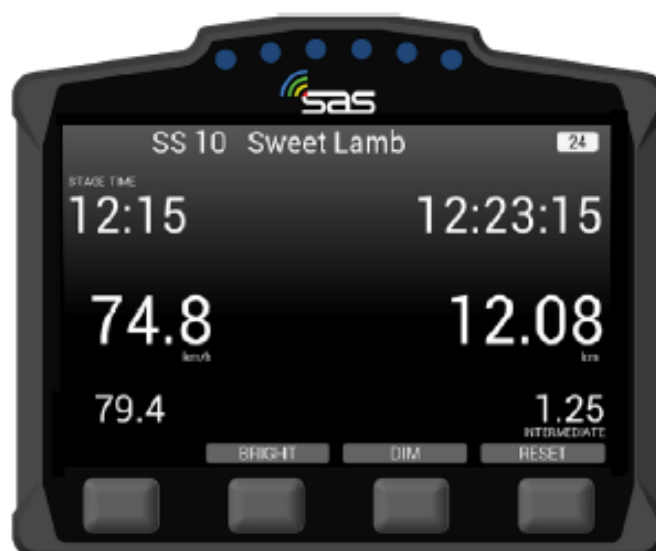 sas
SS 10 Sweet Lamb 24
STAGE TIME
12:15 12:23:15
74.8 12.08
km/h km
79.4 1.25
INTERMEDIATE
BRIGHT DIM RESET